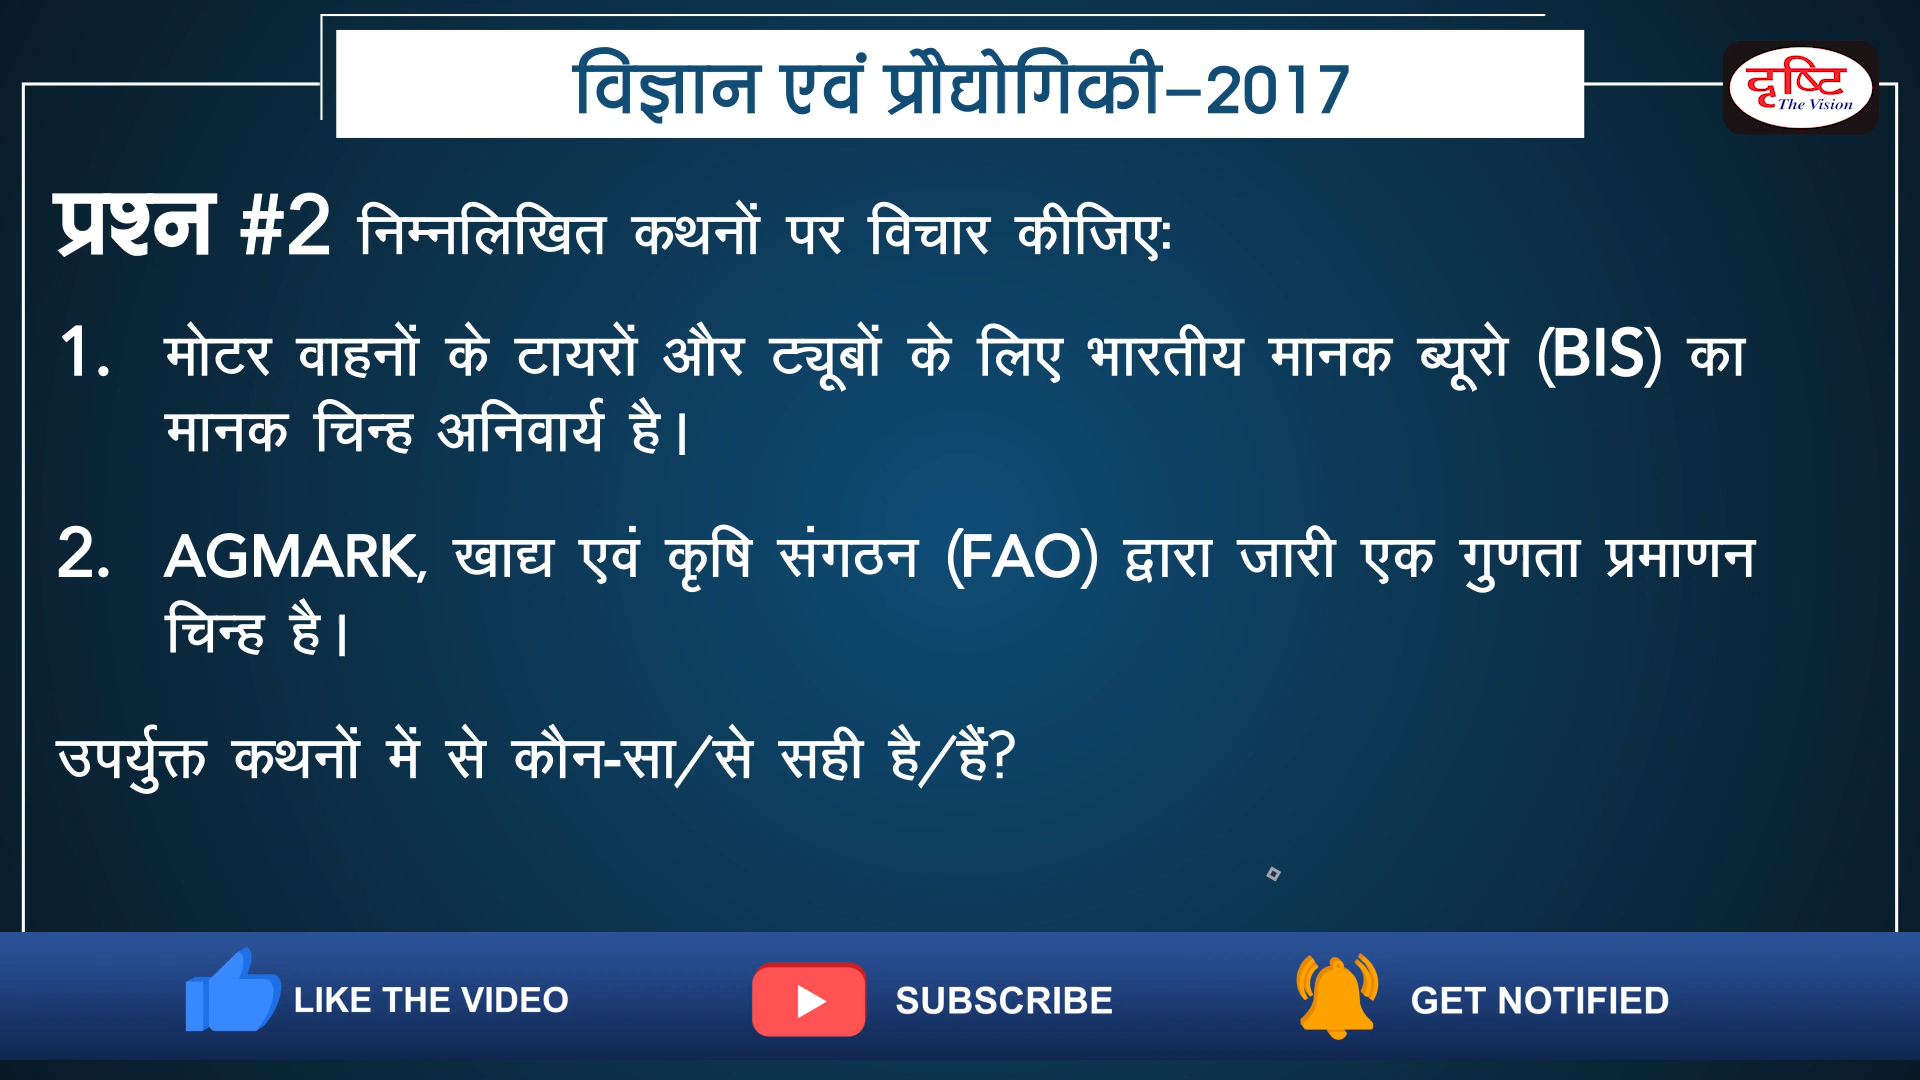 विज्ञान एवं प्रौद्योगिकी–2017
दृष्टि
The Vision
प्रश्न #2 निम्नलिखित कथनों पर विचार कीजिएः
1. मोटर वाहनों के टायरों और ट्यूबों के लिए भारतीय मानक ब्यूरो (BIS) का
मानक चिन्ह अनिवार्य है।
2. AGMARK, खाद्य एवं कृषि संगठन (FAO) द्वारा जारी एक गुणता प्रमाणन
चिन्ह है।
उपर्युक्त कथनों में से कौन-सा/से सही है/हैं?
LIKE THE VIDEO
SUBSCRIBE
GET NOTIFIED